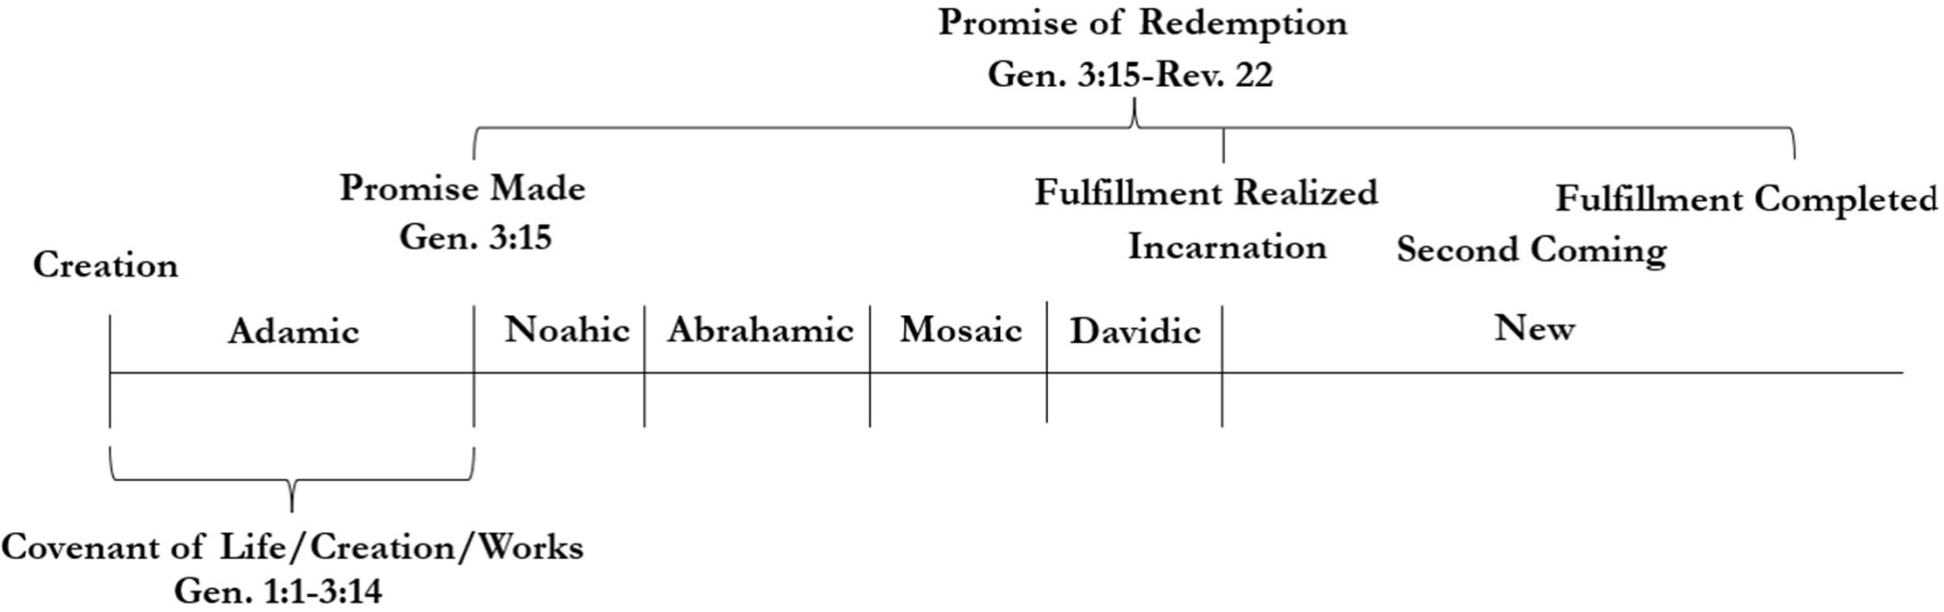 Promise of Redemption
Gen. 3:15-Rev. 22
Promise Made
Gen. 3:15
Fulfillment Realized
Incarnation
Fulfillment Completed
Second Coming
Creation
Adamic
Noahic
Abrahamic
Mosaic
Davidic
New
Covenant of Life/Creation/Works
Gen. 1:1-3:14